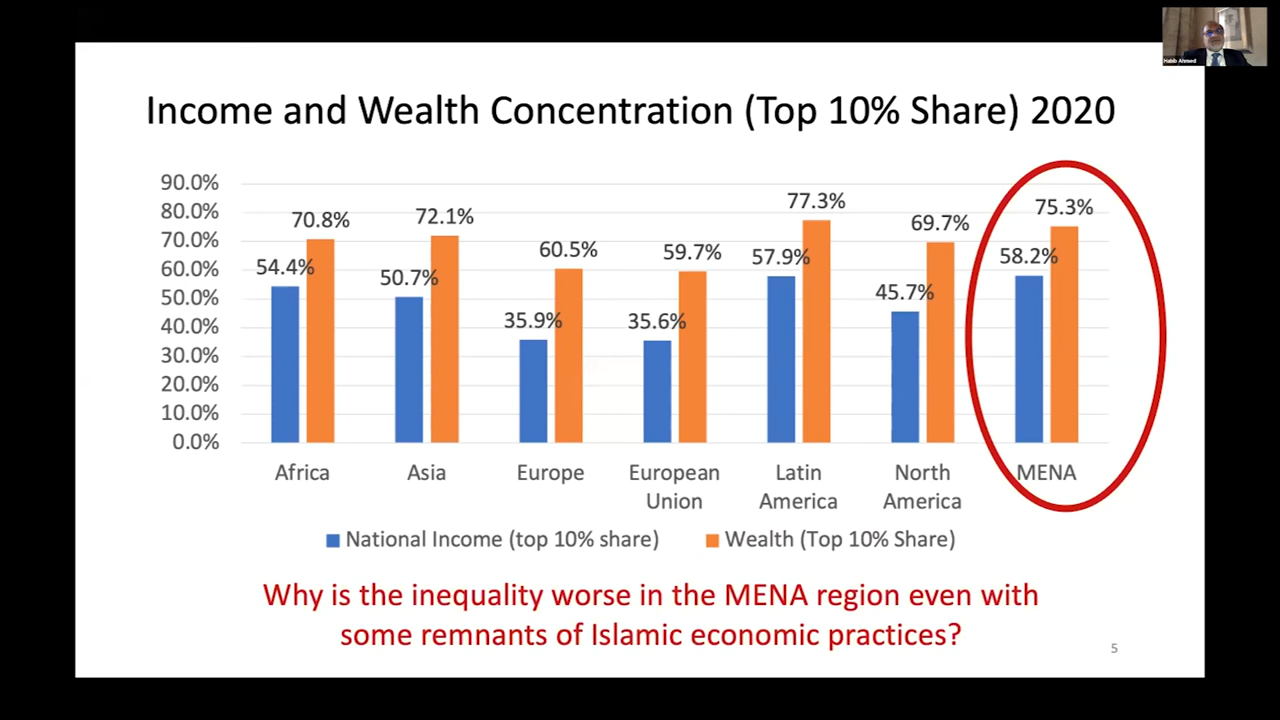 Habib Ahmed
Income and Wealth Concentration (Top 10% Share) 2020
90.0%
80.0%
70.0%
60.0%
50.0%
40.0%
30.0%
20.0%
10.0%
0.0%
54.4%
70.8%
50.7%
72.1%
35.9%
60.5%
35.6%
59.7%
57.9%
77.3%
45.7%
69.7%
58.2%
75.3%
Africa
Asia
Europe
European
Union
Latin
America
North
America
MENA
National Income (top 10% share)
Wealth (Top 10% Share)
Why is the inequality worse in the MENA region even with
some remnants of Islamic economic practices?
5